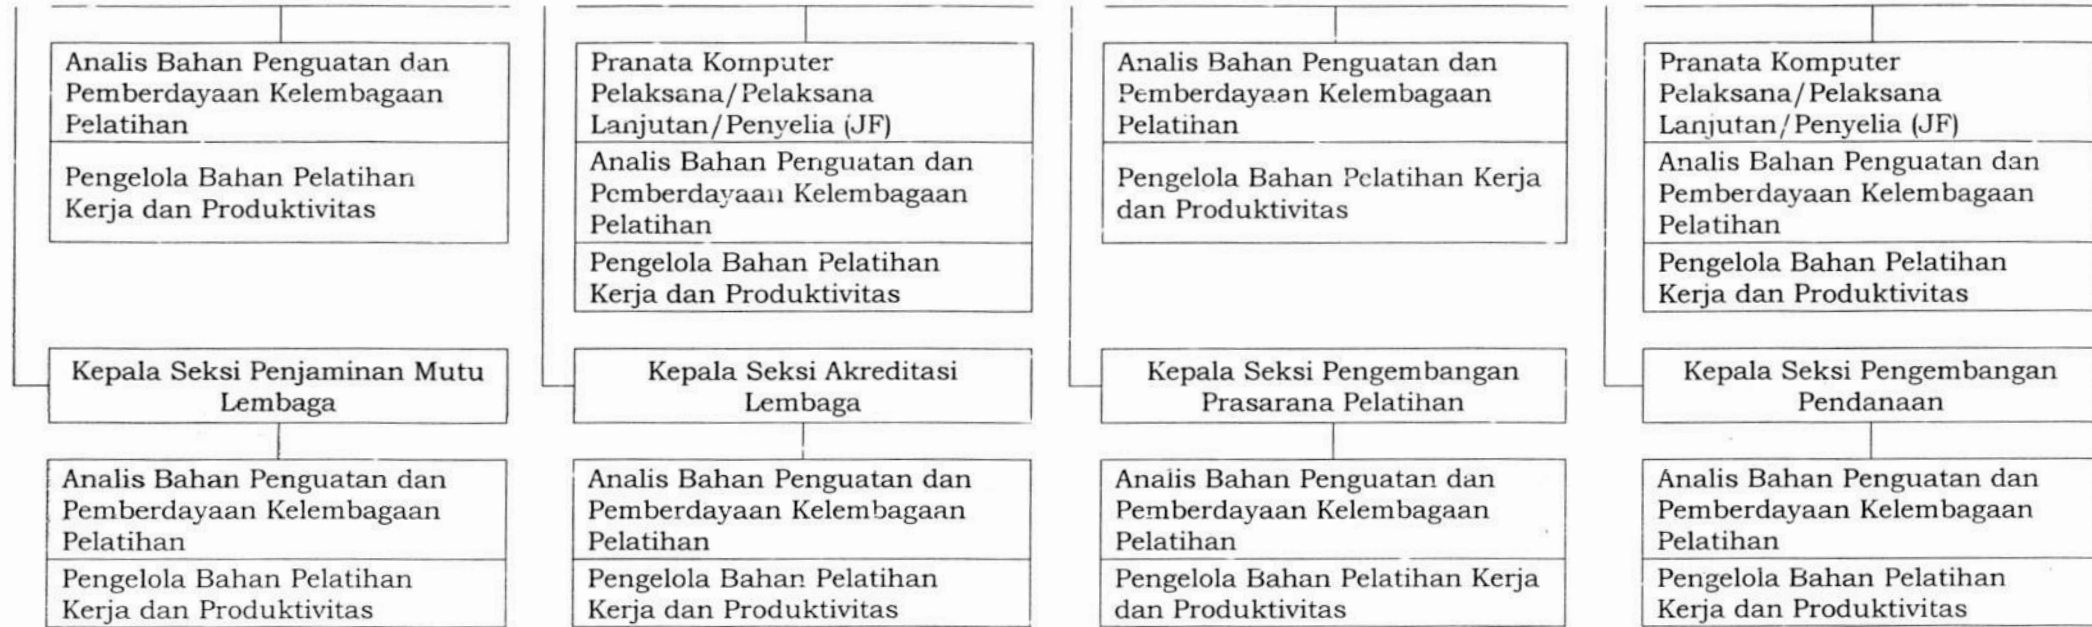 Analis Bahan Penguatan dan
Pemberdayaan Kelembagaan
Pelatihan
Pengelola Bahan Pelatihan
Kerja dan Produktivitas
Pranata Komputer
Pelaksana/Pelaksana
Lanjutan/Penyelia (JF)
Analis Bahan Penguatan dan
Pemberdayaan Kelembagaan
Pelatihan
Pengelola Bahan Pelatihan
Kerja dan Produktivitas
Analis Bahan Penguatan dan
Pemberdayaan Kelembagaan
Pelatihan
Pengelola Bahan Pelatihan Kerja
dan Produktivitas
Pranata Komputer
Pelaksana/Pelaksana
Lanjutan/Penyelia (JF)
Analis Bahan Penguatan dan
Pemberdayaan Kelembagaan
Pelatihan
Pengelola Bahan Pelatihan
Kerja dan Produktivitas
Kepala Seksi Penjaminan Mutu
Lembaga
Kepala Seksi Akreditasi
Lembaga
Kepala Seksi Pengembangan
Prasarana Pelatihan
Kepala Seksi Pengembangan
Pendanaan
Analis Bahan Penguatan dan
Pemberdayaan Kelembagaan
Pelatihan
Pengelola Bahan Pelatihan
Kerja dan Produktivitas
Analis Bahan Penguatan dan
Pemberdayaan Kelembagaan
Pelatihan
Pengelola Bahan Pelatihan
Kerja dan Produktivitas
Analis Bahan Penguatan dan
Pemberdayaan Kelembagaan
Pelatihan
Pengelola Bahan Pelatihan Kerja
dan Produktivitas
Analis Bahan Penguatan dan
Pemberdayaan Kelembagaan
Pelatihan
Pengelola Bahan Pelatihan
Kerja dan Produktivitas